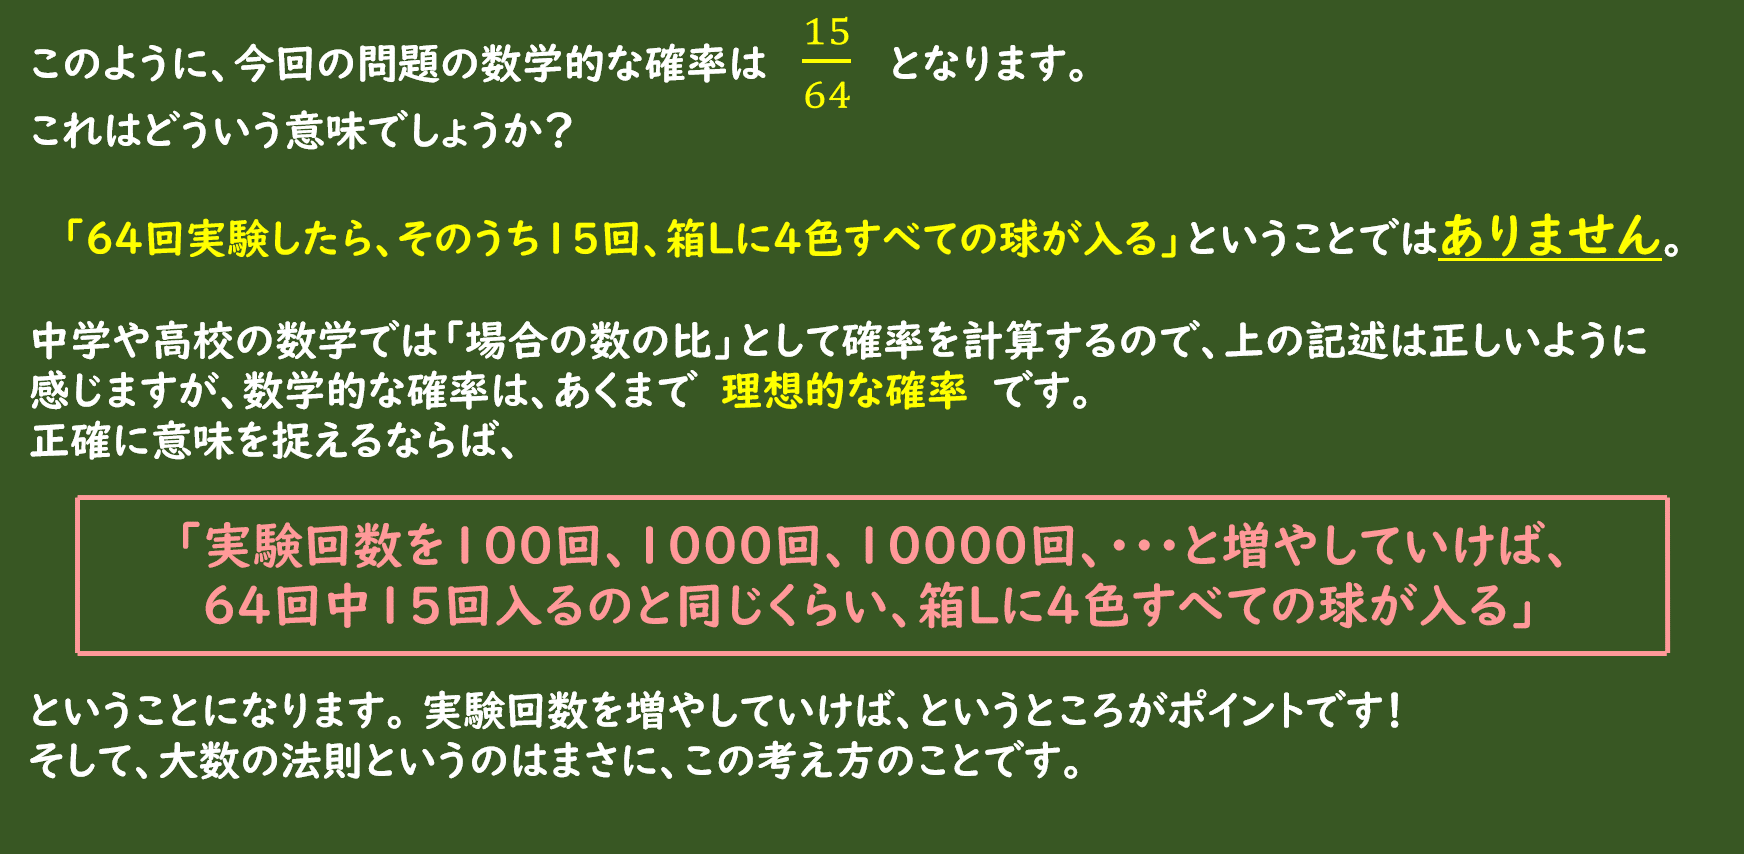 このように、今回の問題の数学的な確率は 15/64 となります。
これはどういう意味でしょうか？
「64回実験したら、そのうち15回、箱Lに4色すべての球が入る」ということではありません。
中学や高校の数学では「場合の数の比」として確率を計算するので、上の記述は正しいように
感じますが、数学的な確率は、あくまで 理想的な確率 です。
正確に意味を捉えるならば、
「実験回数を100回、1000回、10000回、・・・と増やしていけば、
64回中15回入るのと同じくらい、箱Lに4色すべての球が入る」
ということになります。実験回数を増やしていけば、というところがポイントです！
そして、大数の法則というのはまさに、この考え方のことです。